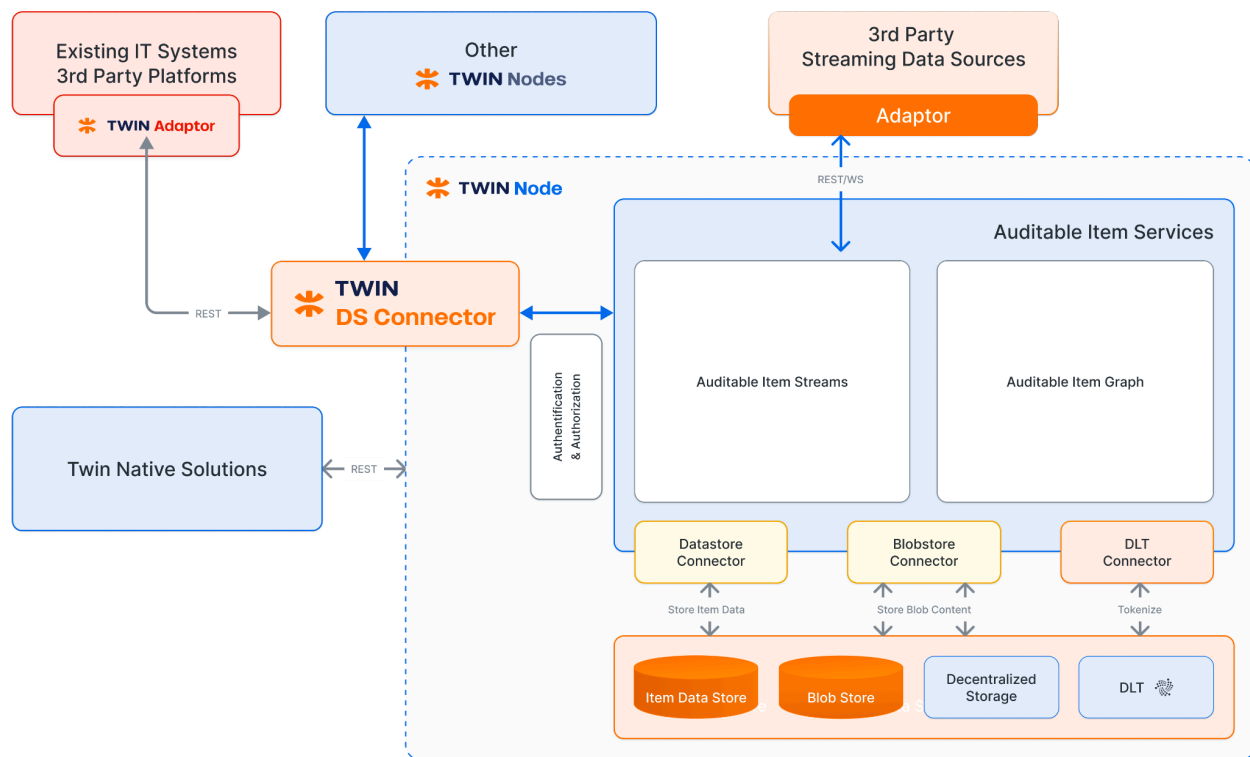 Existing IT Systems
3rd Party Platforms
TWIN Adaptor
Other
TWIN Nodes
3rd Party
Streaming Data Sources
Adaptor
REST/WS
TWIN Node
Auditable Item Services
TWIN
DS Connector
REST
Authentification
& Authorization
Auditable Item Streams
Auditable Item Graph
Twin Native Solutions
REST
Datastore
Connector
Blobstore
Connector
DLT
Connector
Store Item Data
Store Blob Content
Tokenize
Item Data Store
Blob Store
Decentralized
Storage
DLT